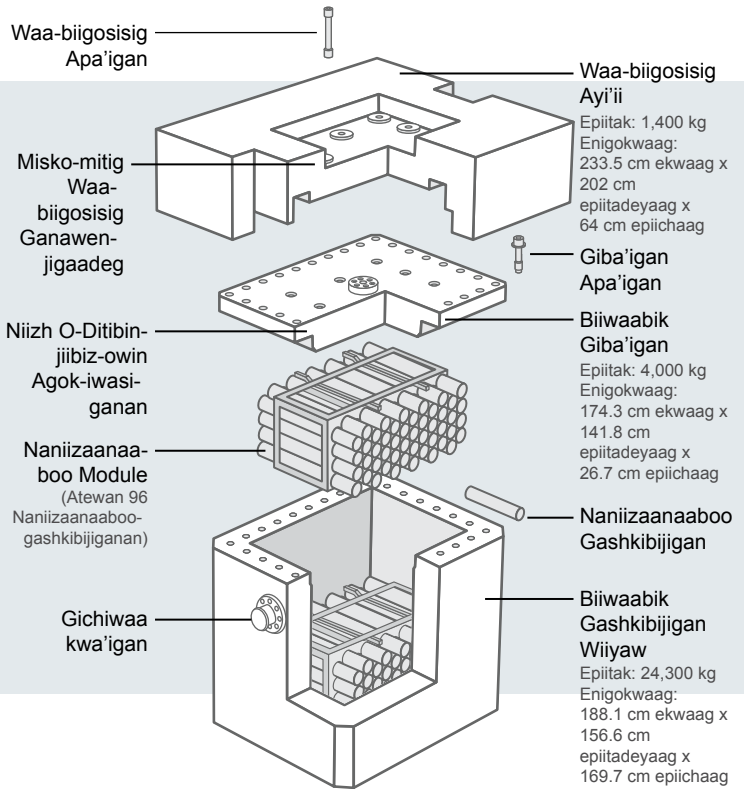 Waa-biigosisig
Apa’igan
Misko-mitig
Waa-
biigosisig
Ganawen-
jigaadeg
Niizh O-Ditibin-
jiibiz-owin
Agok-iwasi-
ganan
Naniizaanaa-
boo Module
(Atewan 96
Naniizaanaaboo-
gashkibijiganan)
Gichiwaa
kwa’igan
Waa-biigosisig
Ayi’ii
Epiitak: 1,400 kg
Enigokwaag:
233.5 cm ekwaag x
202 cm
epiitadeyaag x
64 cm epiichaag
Giba’igan
Apa’igan
Biiwaabik
Giba’igan
Epiitak: 4,000 kg
Enigokwaag:
174.3 cm ekwaag x
141.8 cm
epiitadeyaag x
26.7 cm epiichaag
Naniizaanaaboo
Gashkibijigan
Biiwaabik
Gashkibijigan
Wiiyaw
Epiitak: 24,300 kg
Enigokwaag:
188.1 cm ekwaag x
156.6 cm
epiitadeyaag x
169.7 cm epiichaag